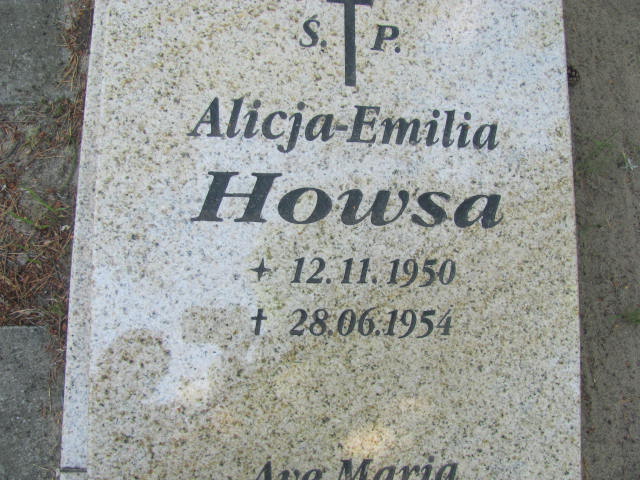 Ś. P.
Alicja-Emilia
Howsa
12.11.1950
28.06.1954
Ave Maria